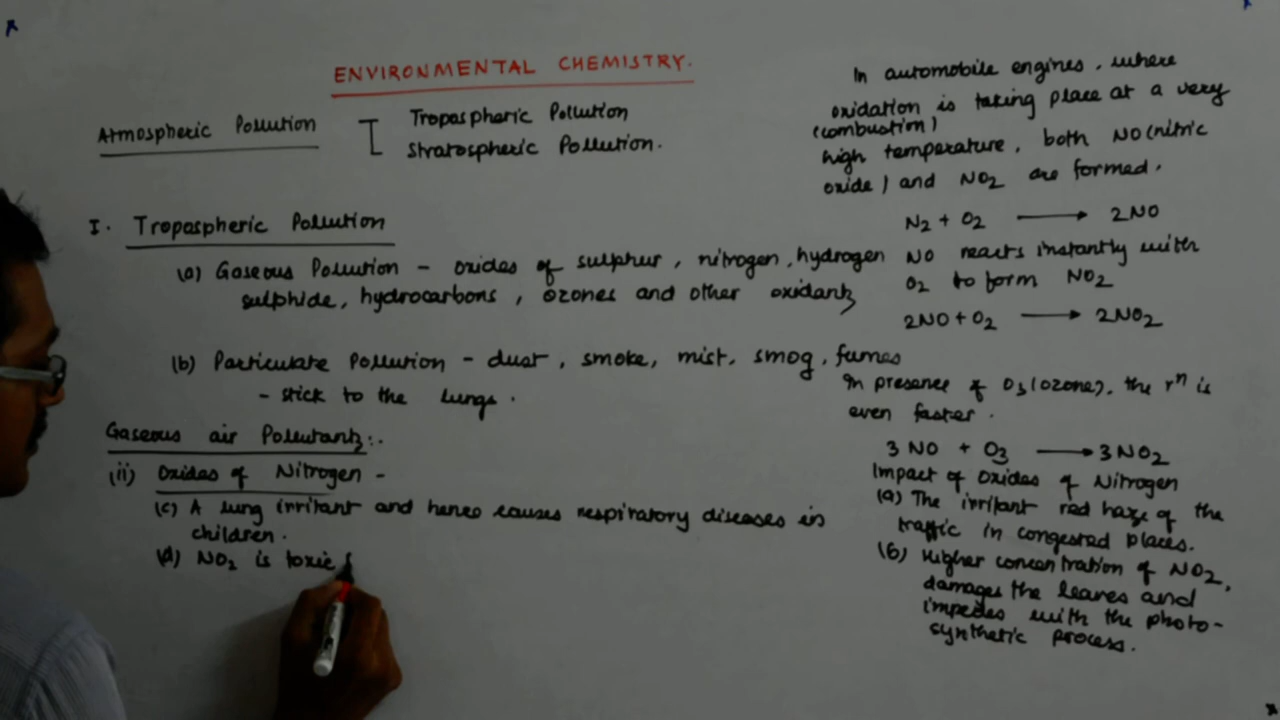 ENVIRONMENTAL CHEMISTRY.
Atmospheric Pollution
Tropospheric Pollution
Stratospheric Pollution.
I. Tropospheric Pollution
(a) Gaseous Pollution - oxides of sulphur, nitrogen, hydrogen
sulphide, hydrocarbons, ozones and other oxidants
(b) Particulate Pollution - dust, smoke, mist, smog, fumes
- stick to the lungs.
Gaseous air Pollutants:-
(ii) Oxides of Nitrogen -
(c) A lung irritant and hence causes respiratory diseases in
children.
(d) NO2 is toxic
In automobile engines, where
oxidation is taking place at a very
(combustion)
high temperature, both NO (nitric
oxide) and NO2 are formed.
N2 + O2 → 2NO
NO reacts instantly with
O2 to form NO2
2NO + O2 → 2NO2
In presence of O3 (ozone), the rⁿ is
even faster.
3 NO + O3 → 3 NO2
Impact of Oxides of Nitrogen
(a) The irritant red haze of the
traffic in congested places.
(b) Higher concentration of NO2,
damages the leaves and
impedes with the photo-
synthetic process.